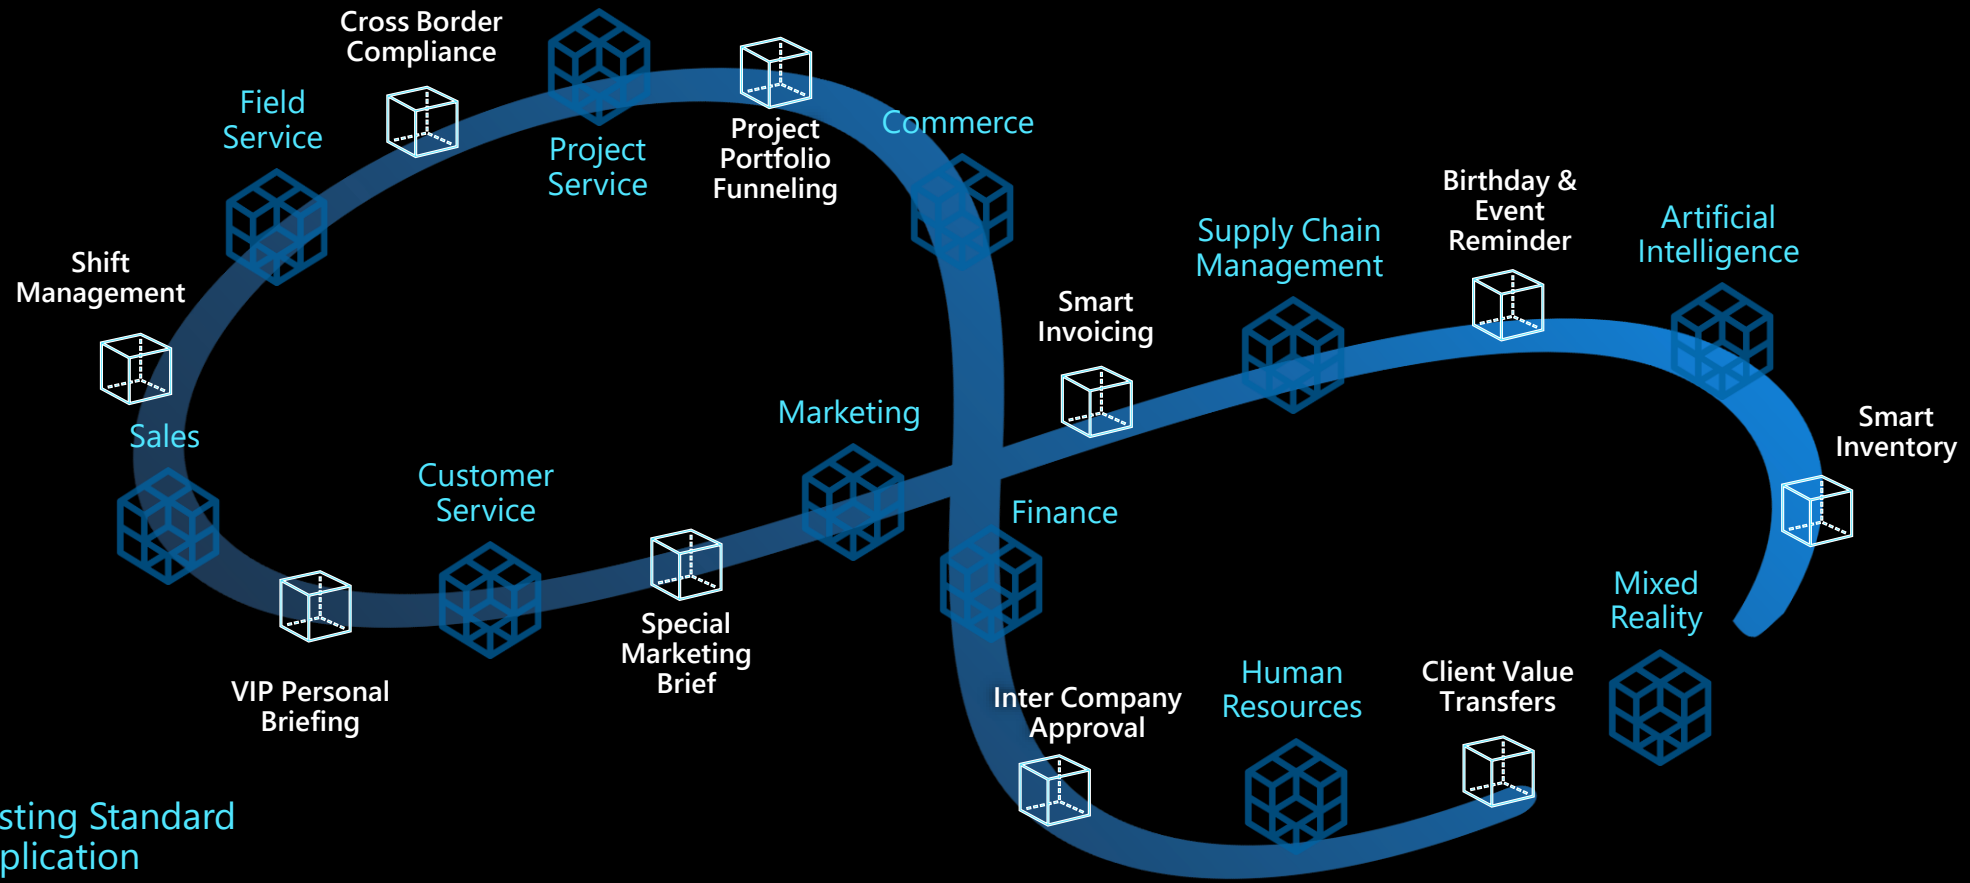 Cross Border
Compliance
Field
Service
Project
Service
Project
Portfolio
Funneling
Commerce
Shift
Management
Sales
Customer
Service
VIP Personal
Briefing
Special
Marketing
Brief
Marketing
Smart
Invoicing
Finance
Supply Chain
Management
Birthday &
Event
Reminder
Artificial
Intelligence
Smart
Inventory
Mixed
Reality
Client Value
Transfers
Human
Resources
Inter Company
Approval
sting Standard
plication